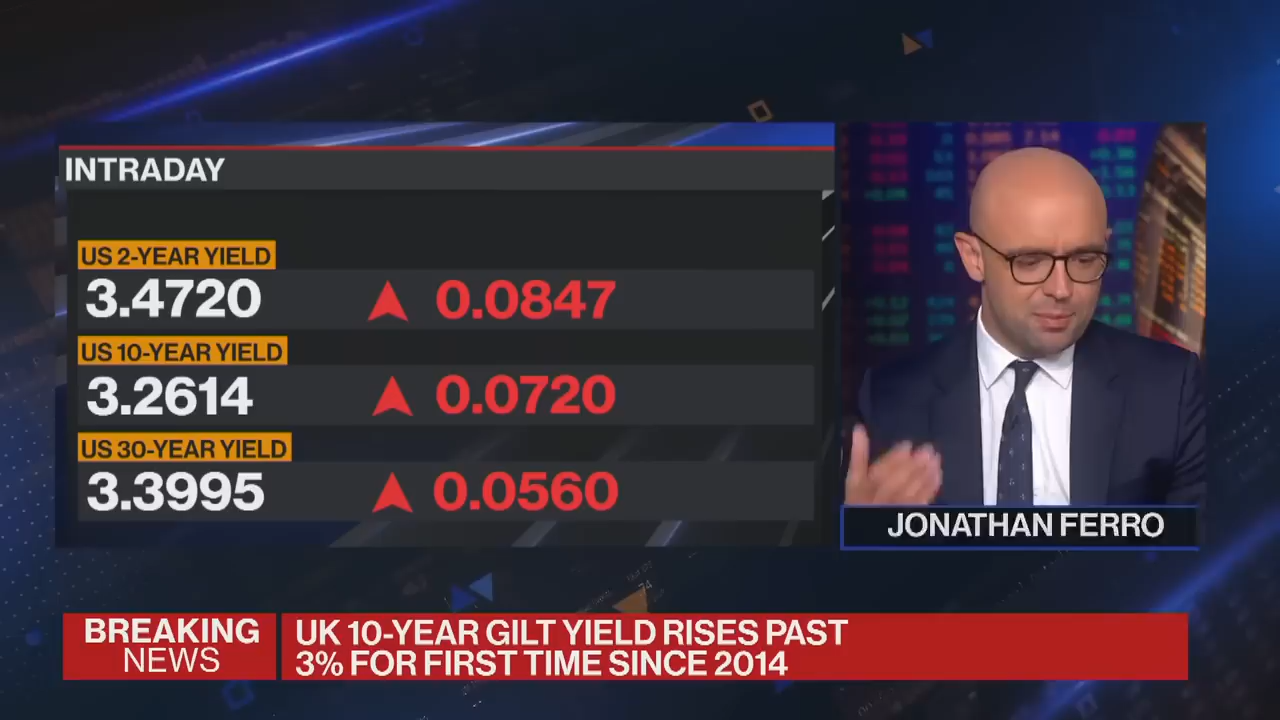 INTRADAY
US 2-YEAR YIELD
3.4720 ▲ 0.0847
US 10-YEAR YIELD
3.2614 ▲ 0.0720
US 30-YEAR YIELD
3.3995 ▲ 0.0560
JONATHAN FERRO
BREAKING
NEWS
UK 10-YEAR GILT YIELD RISES PAST
3% FOR FIRST TIME SINCE 2014